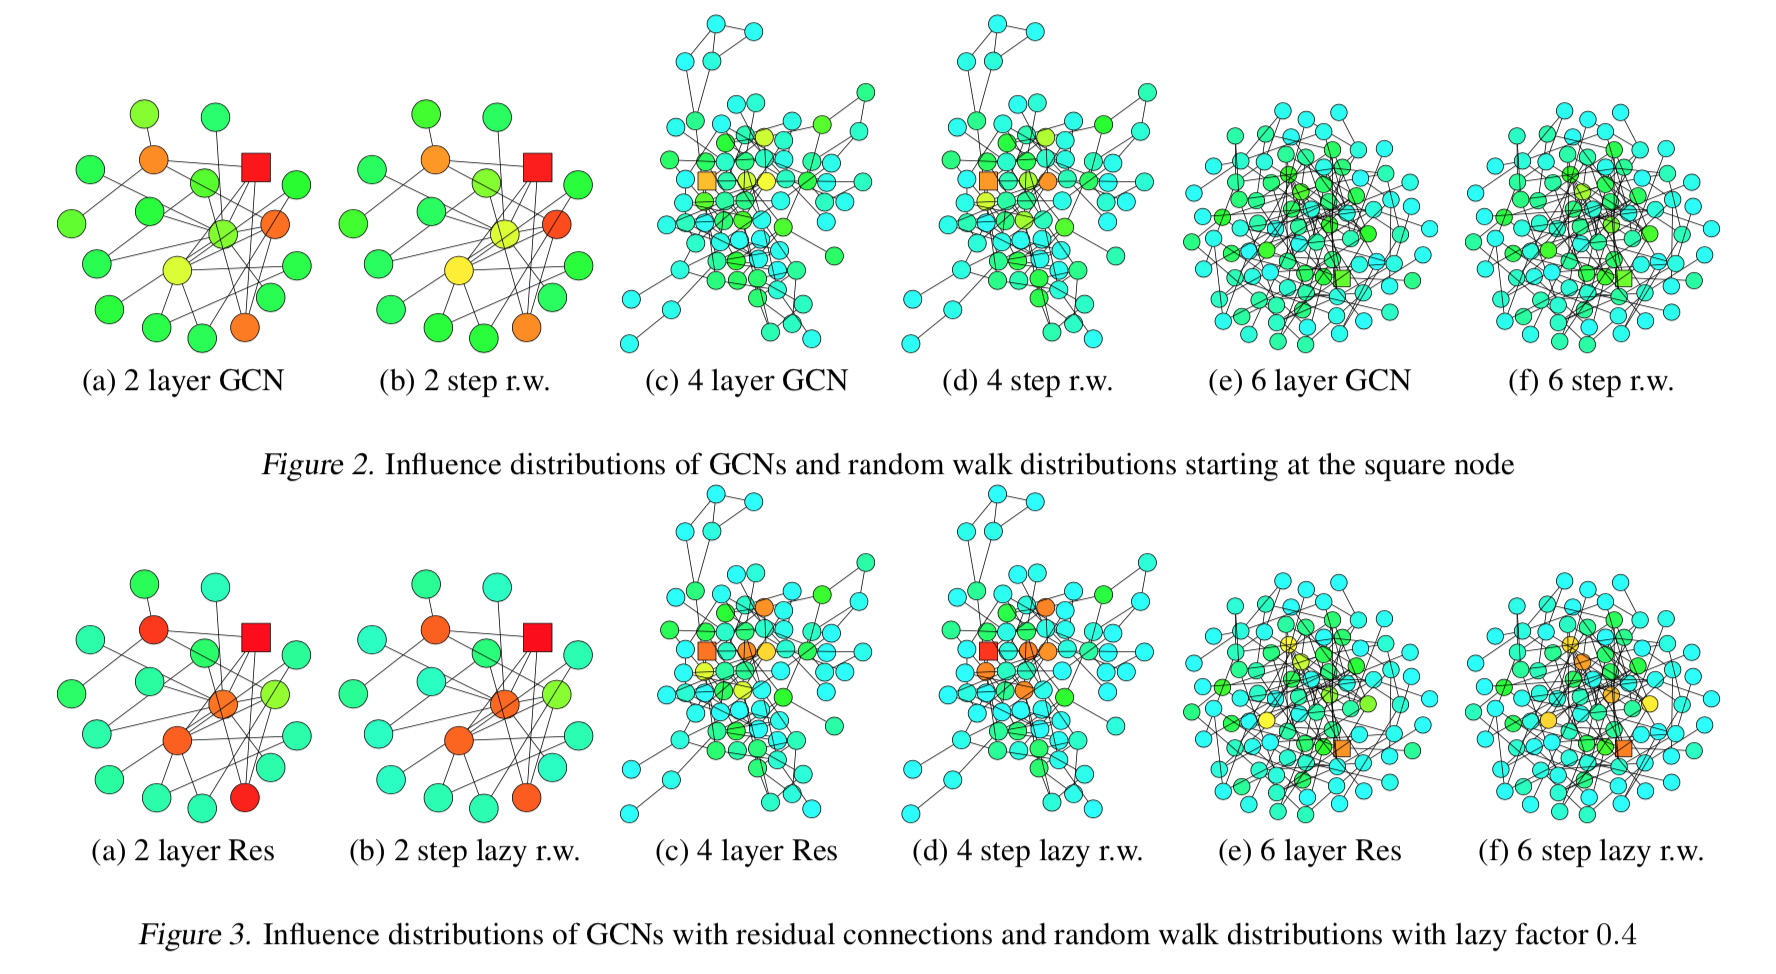 (a) 2 layer GCN (b) 2 step r.w. (c) 4 layer GCN (d) 4 step r.w. (e) 6 layer GCN (f) 6 step r.w.
Figure 2. Influence distributions of GCNs and random walk distributions starting at the square node
(a) 2 layer Res (b) 2 step lazy r.w. (c) 4 layer Res (d) 4 step lazy r.w. (e) 6 layer Res (f) 6 step lazy r.w.
Figure 3. Influence distributions of GCNs with residual connections and random walk distributions with lazy factor 0.4